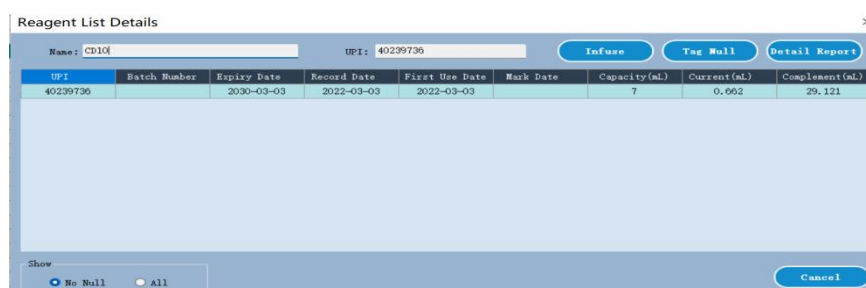 Reagent List Details
Name: CD10 UPI: 40239736 Infuse Tag Null Detail Report
UPI Batch Number Expiry Date Record Date First Use Date Mark Date Capacity(mL) Current(mL) Complement(mL)
40239736 2030-03-03 2022-03-03 2022-03-03 7 0.662 29.121
Show
No Null All Cancel